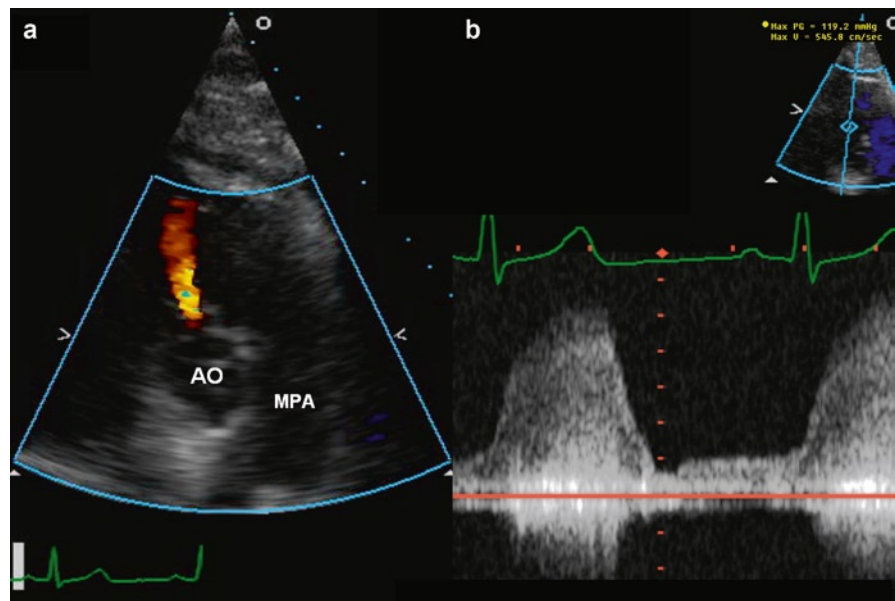 a
b
Max PG = 119.2 mmHg
Max V = 545.8 cm/sec
AO
MPA